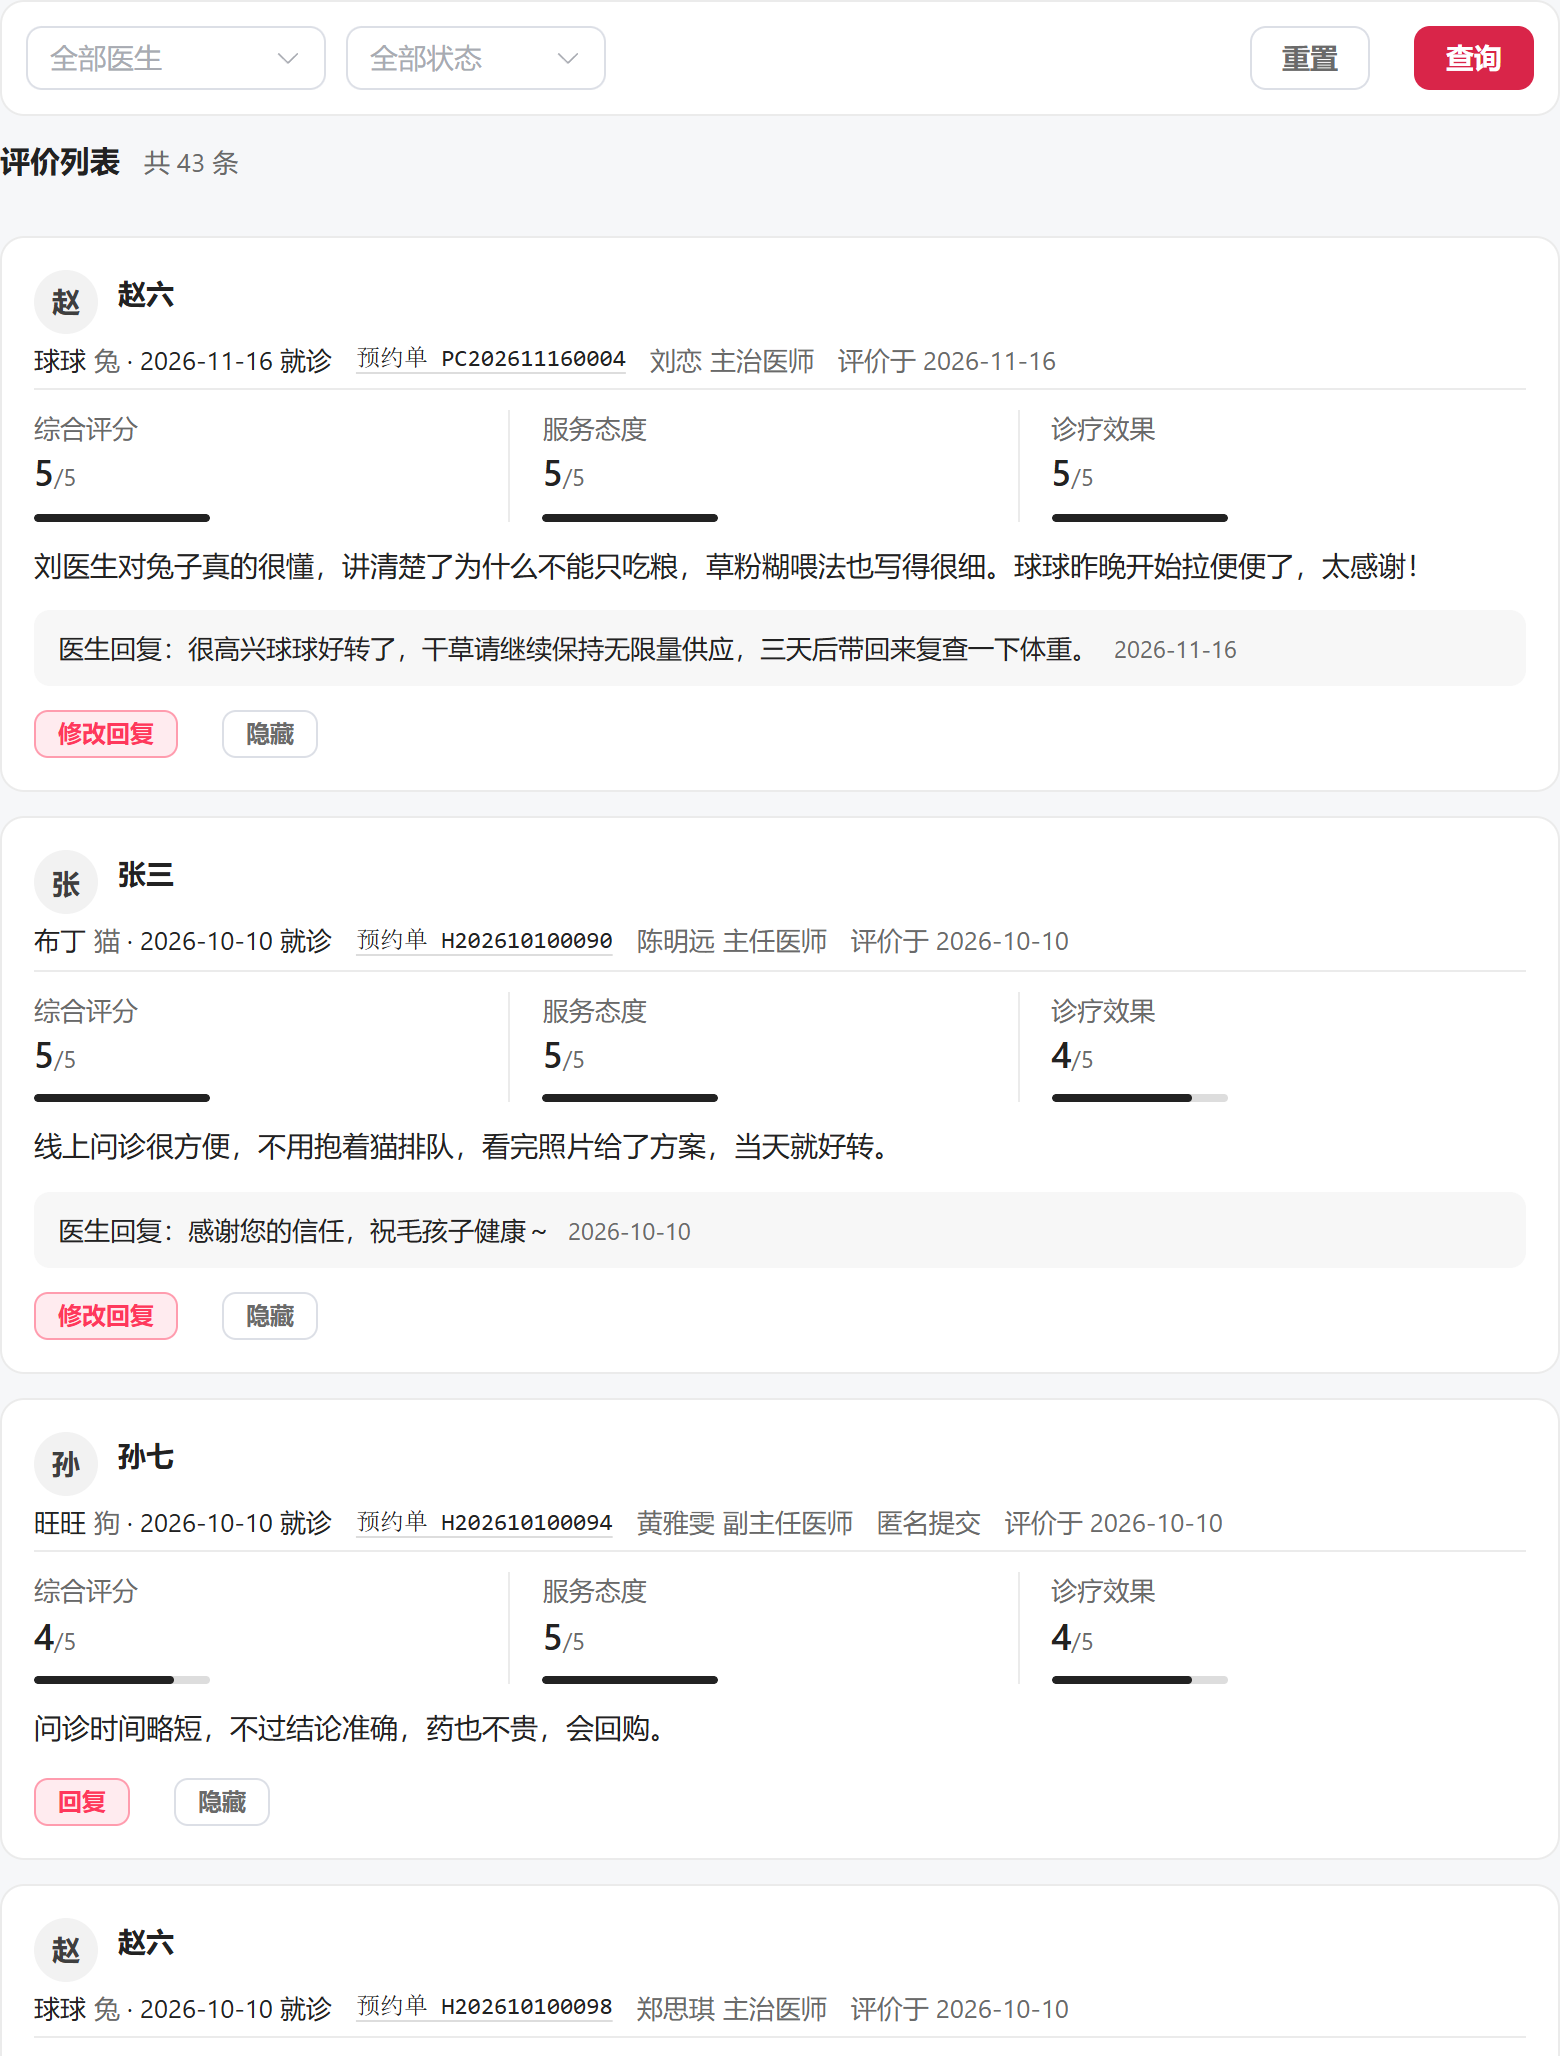 全部医生 全部状态 重置 查询
评价列表 共 43 条
赵 赵六
球球 兔 · 2026-11-16 就诊 预约单 PC202611160004 刘恋 主治医师 评价于 2026-11-16
综合评分 服务态度 诊疗效果
5/5 5/5 5/5
刘医生对兔子真的很懂，讲清楚了为什么不能只吃粮，草粉糊喂法也写得很细。球球昨晚开始拉便便了，太感谢！
医生回复：很高兴球球好转了，干草请继续保持无限量供应，三天后带回来复查一下体重。 2026-11-16
修改回复 隐藏
张 张三
布丁 猫 · 2026-10-10 就诊 预约单 H202610100090 陈明远 主任医师 评价于 2026-10-10
综合评分 服务态度 诊疗效果
5/5 5/5 4/5
线上问诊很方便，不用抱着猫排队，看完照片给了方案，当天就好转。
医生回复：感谢您的信任，祝毛孩子健康～ 2026-10-10
修改回复 隐藏
孙 孙七
旺旺 狗 · 2026-10-10 就诊 预约单 H202610100094 黄雅雯 副主任医师 匿名提交 评价于 2026-10-10
综合评分 服务态度 诊疗效果
4/5 5/5 4/5
问诊时间略短，不过结论准确，药也不贵，会回购。
回复 隐藏
赵 赵六
球球 兔 · 2026-10-10 就诊 预约单 H202610100098 郑思琪 主治医师 评价于 2026-10-10